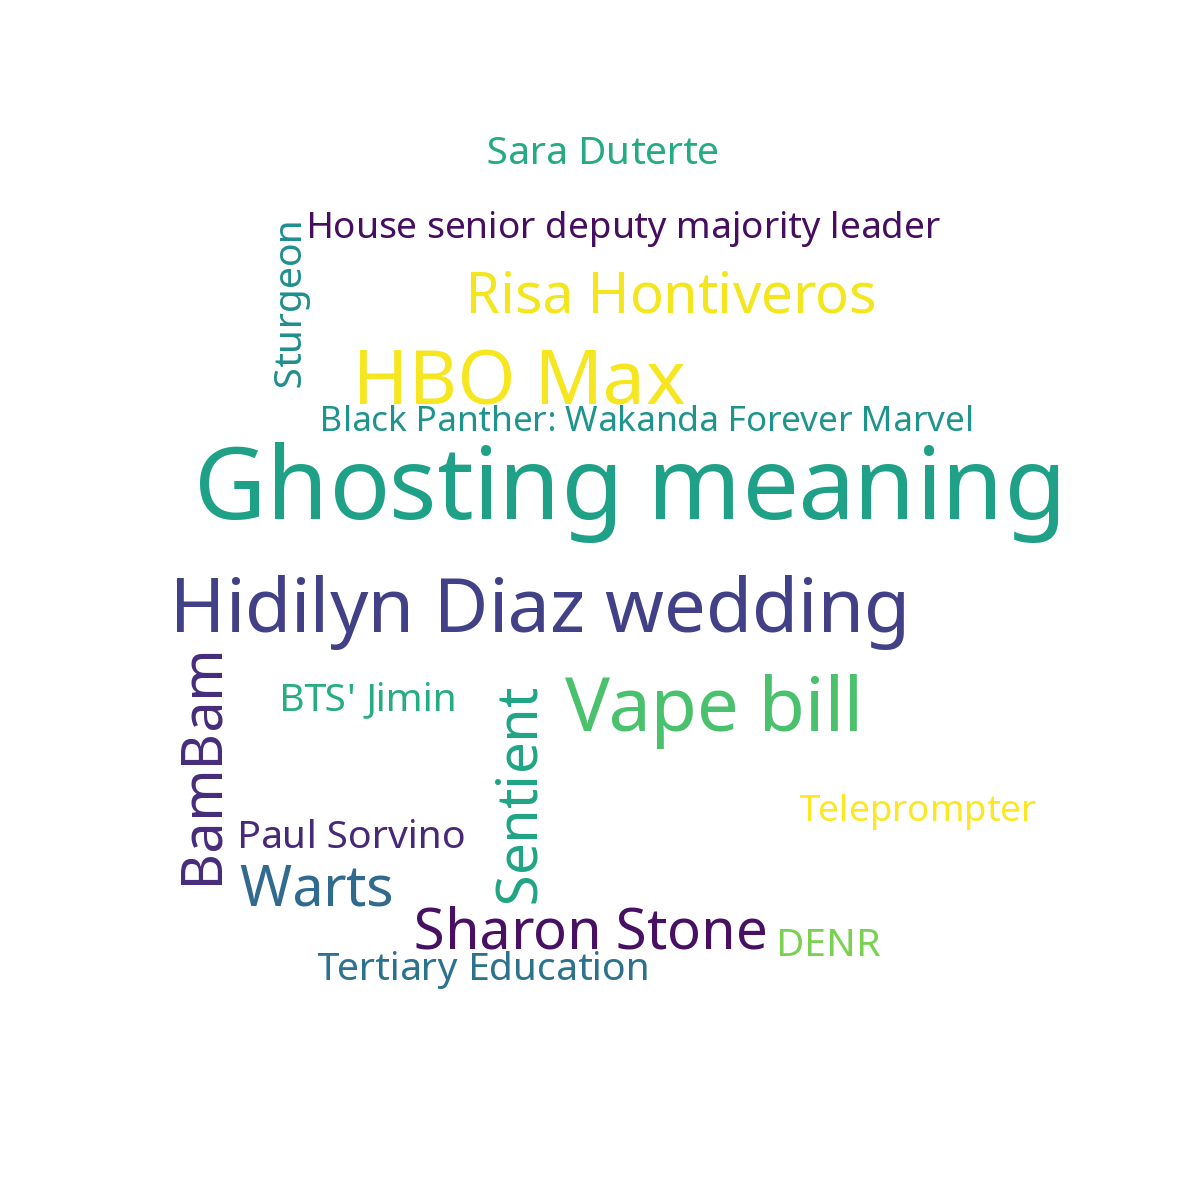 Sara Duterte
House senior deputy majority leader
Sturgeon
Risa Hontiveros
HBO Max
Black Panther: Wakanda Forever Marvel
Ghosting meaning
Hidilyn Diaz wedding
BamBam
BTS' Jimin
Sentient
Vape bill
Teleprompter
Paul Sorvino
Warts
Sharon Stone
DENR
Tertiary Education